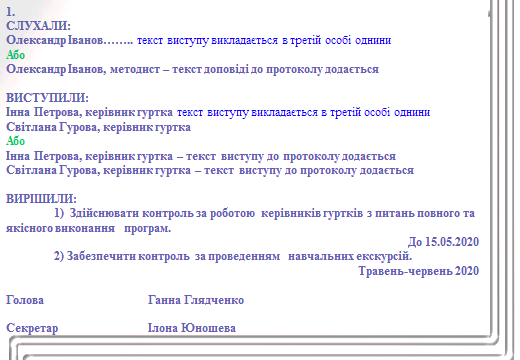 1.
СЛУХАЛИ:
Олександр Іванов…….. текст виступу викладається в третій особі однини
Або
Олександр Іванов, методист – текст доповіді до протоколу додається
ВИСТУПИЛИ:
Інна Петрова, керівник гуртка текст виступу викладається в третій особі однини
Світлана Гурова, керівник гуртка
Або
Інна Петрова, керівник гуртка – текст виступу до протоколу додається
Світлана Гурова, керівник гуртка – текст виступу до протоколу додається
ВИРІШИЛИ:
1) Здійснювати контроль за роботою керівників гуртків з питань повного та
якісного виконання програм.
До 15.05.2020
2) Забезпечити контроль за проведенням навчальних екскурсій.
Травень-червень 2020
Голова Ганна Глядченко
Секретар Ілона Юношева